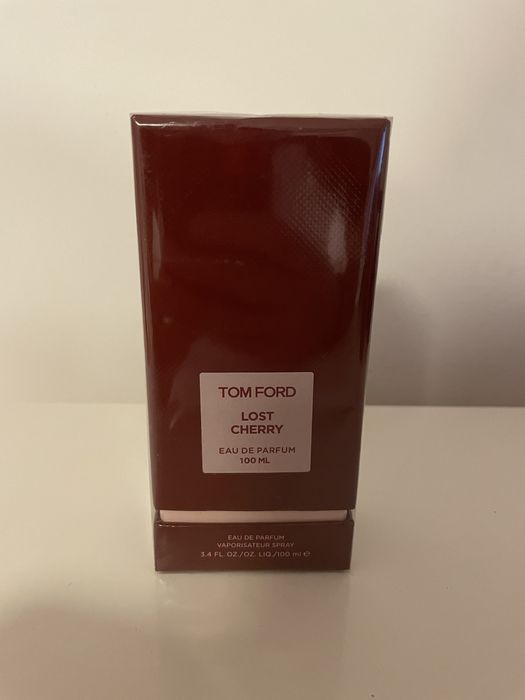 TOM FORD
LOST
CHERRY
EAU DE PARFUM
100 ML
EAU DE PARFUM
VAPORISATEUR SPRAY
3.4 FL. OZ./OZ. LIQ./100 ml ℮